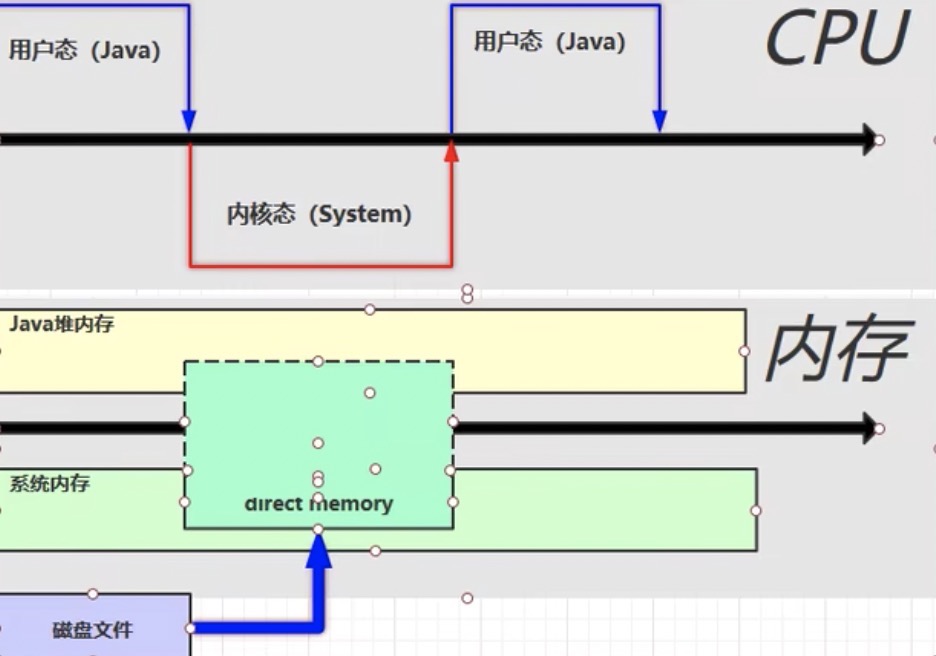 用户态（Java）
用户态（Java）
CPU
内核态（System）
Java堆内存
内存
系统内存
direct memory
磁盘文件